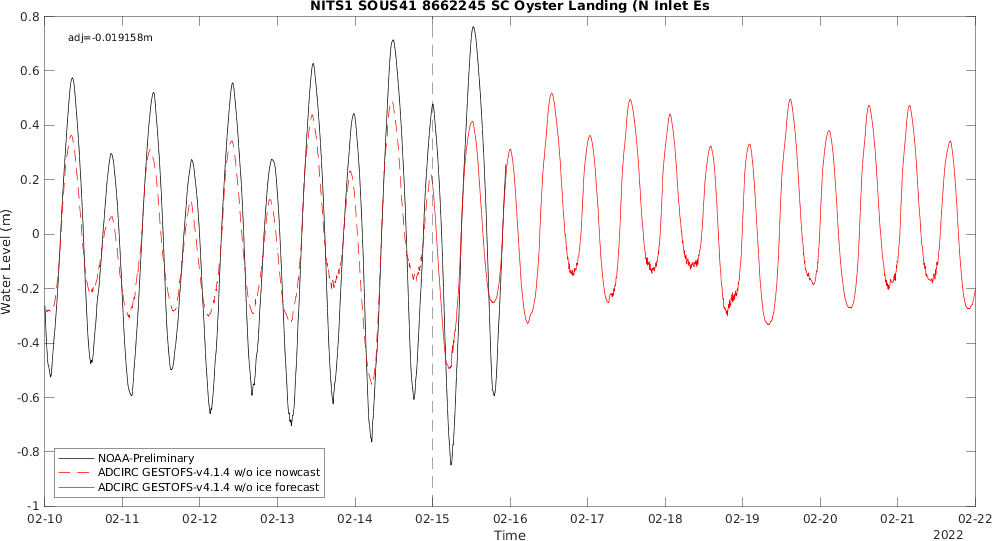 NITS1 SOUS41 8662245 SC Oyster Landing (N Inlet Es
adj=-0.019158m
0.8
0.6
0.4
0.2
0
-0.2
-0.4
-0.6
-0.8
-1
Water Level (m)
NOAA-Preliminary
ADCIRC GESTOFS-v4.1.4 w/o ice nowcast
ADCIRC GESTOFS-v4.1.4 w/o ice forecast
02-10 02-11 02-12 02-13 02-14 02-15 02-16 02-17 02-18 02-19 02-20 02-21 02-22
Time
2022